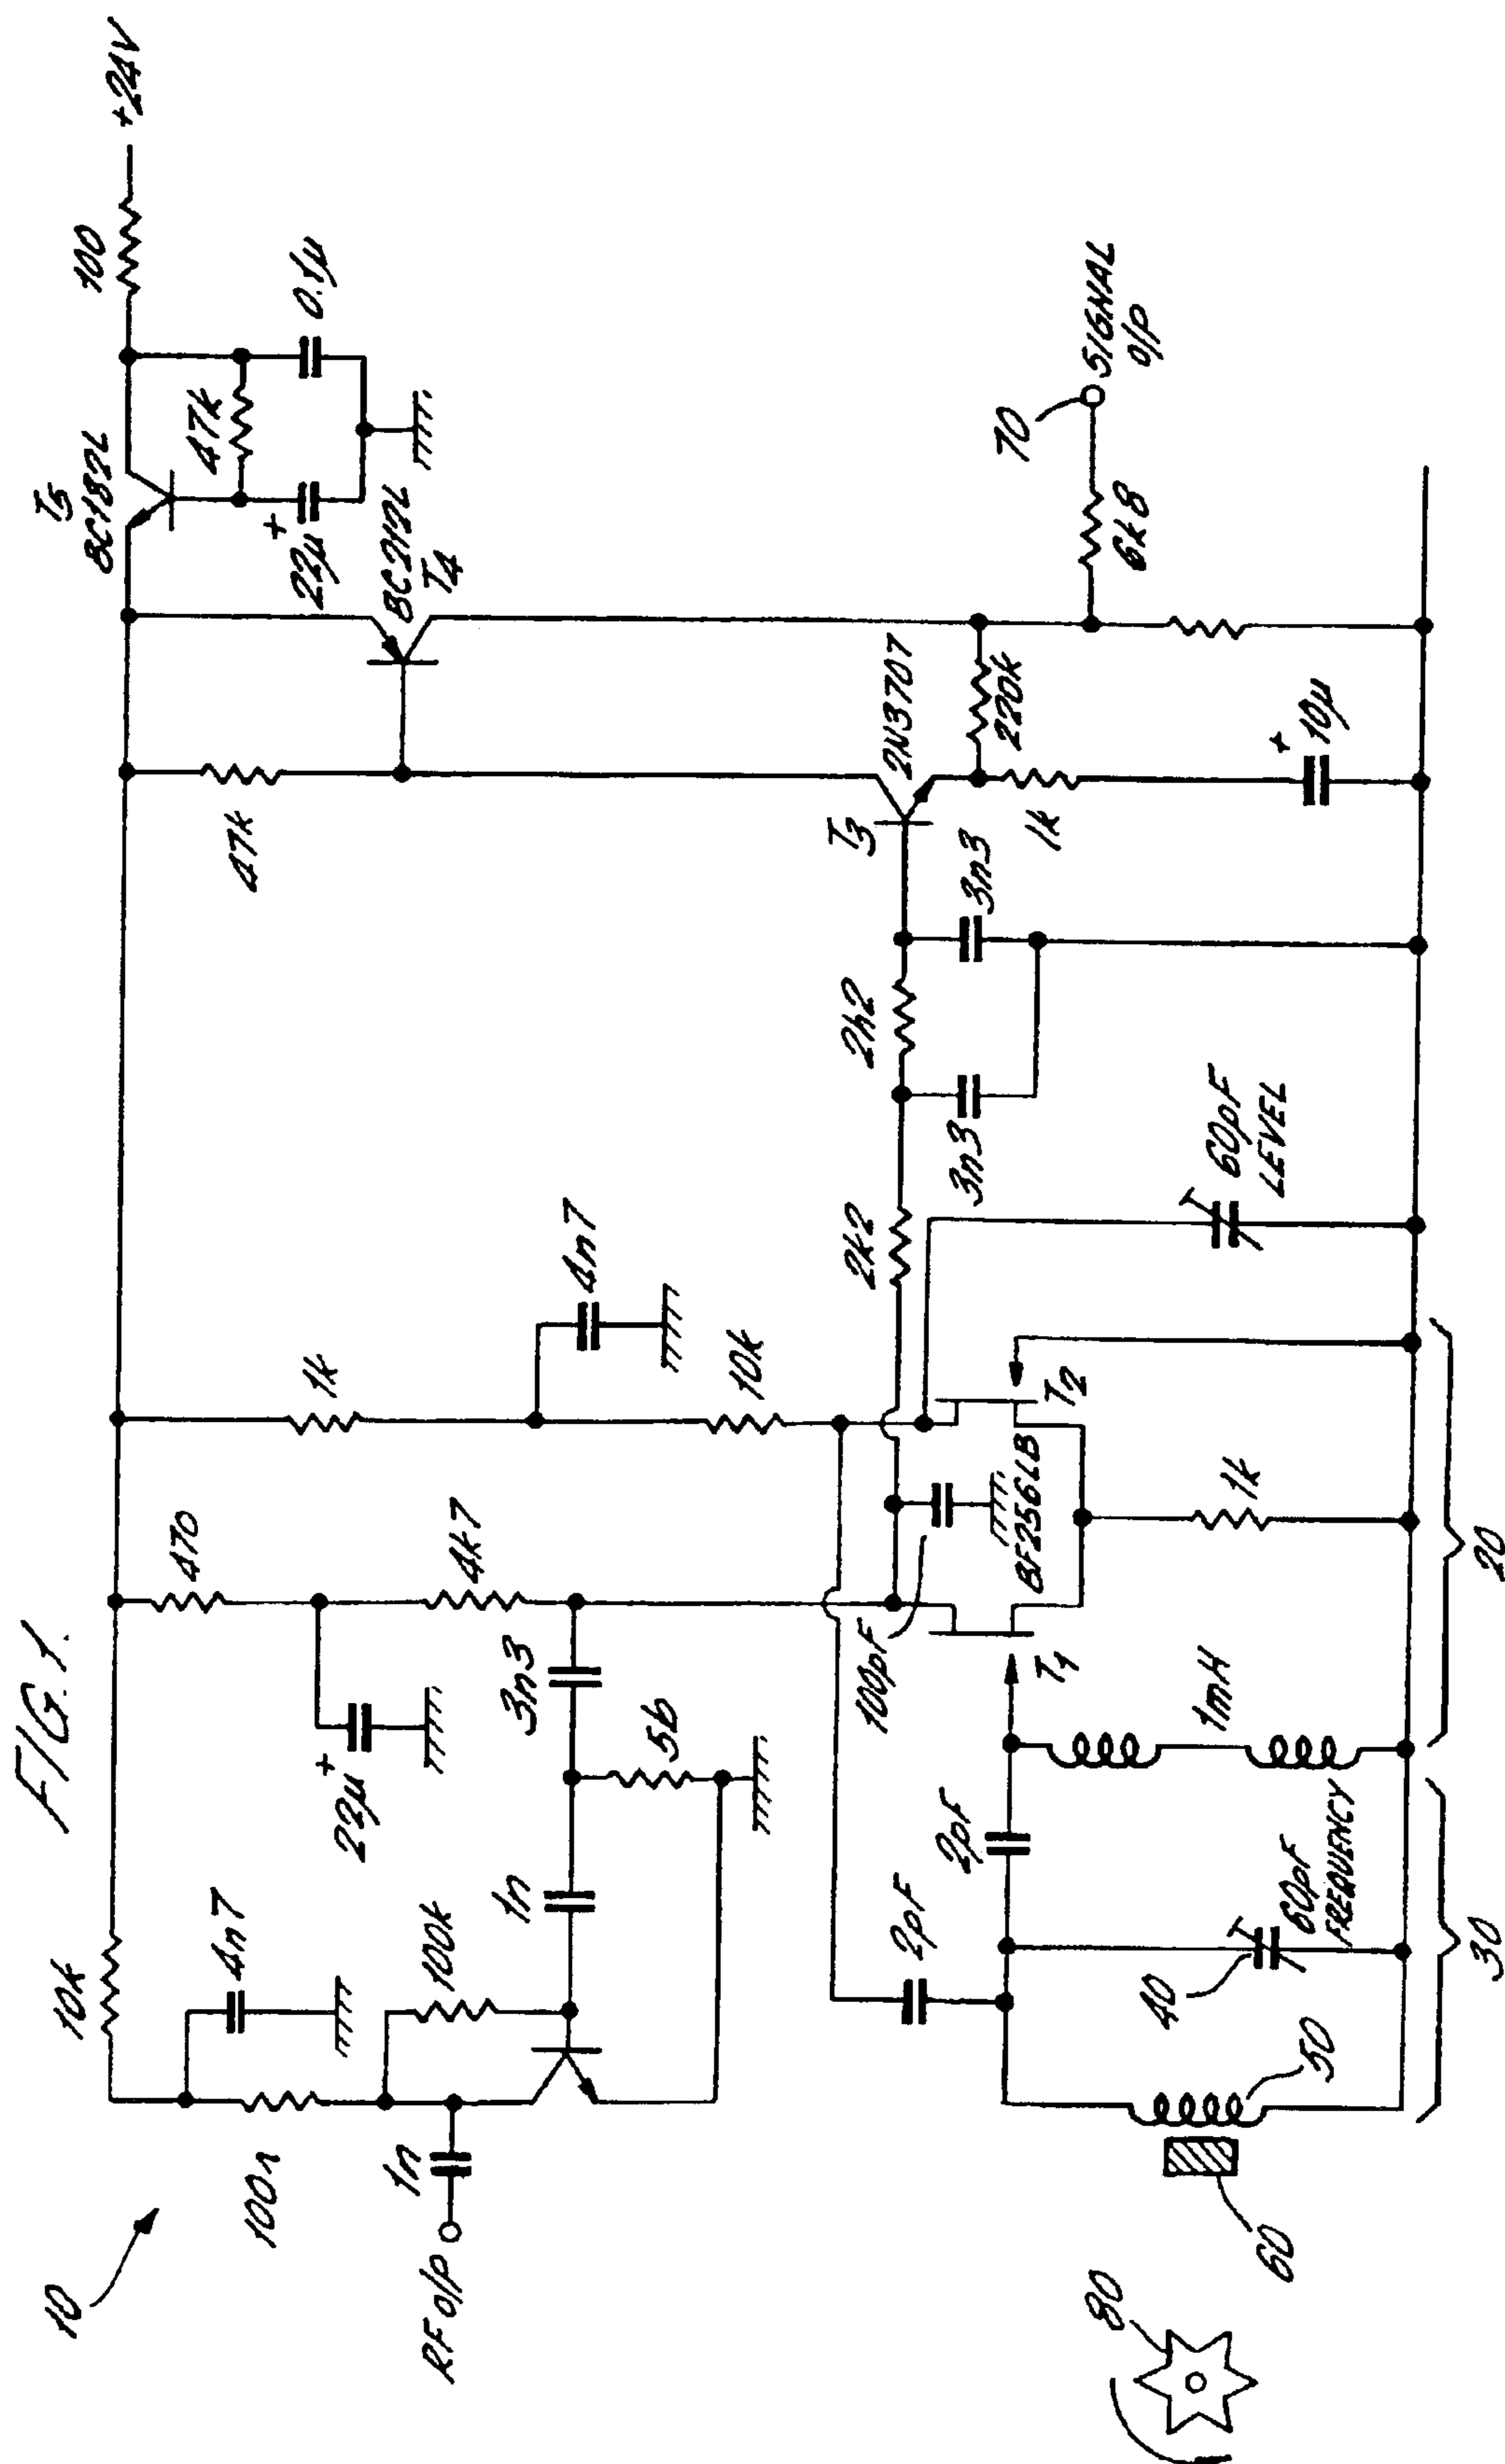 FIG. 1.
10
10k
4n7
100n
1n
RF o/p
100k
1n
22µ
+
470
4k7
3n3
56
1k
4n7
10k
47k
T5
BC182L
100
+24V
47k
22µ
+
0.1µ
BC212L
T4
2N3707
T3
220k
1k
+
10µ
6k8
70
SIGNAL
o/p
2k2
2k2
3n3
3n3
60pF
LEVEL
100pF
BF256LB
T1
T2
1k
1mH
2pF
2pF
60pF
FREQUENCY
40
50
60
80
30
20